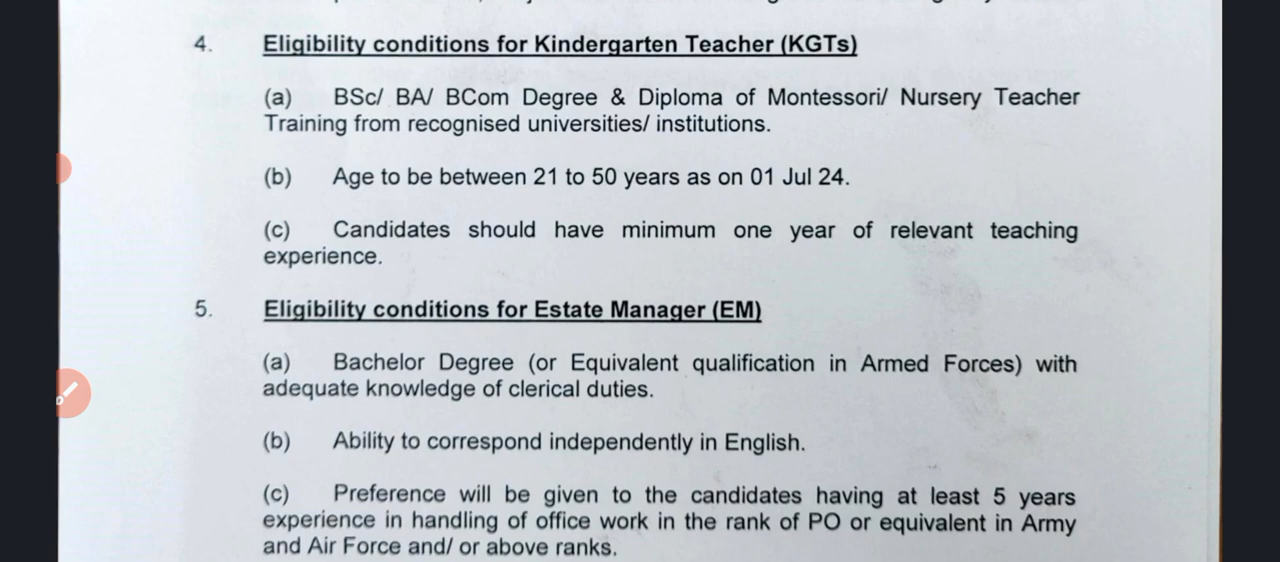 4. Eligibility conditions for Kindergarten Teacher (KGTs)
(a) BSc/ BA/ BCom Degree & Diploma of Montessori/ Nursery Teacher
Training from recognised universities/ institutions.
(b) Age to be between 21 to 50 years as on 01 Jul 24.
(c) Candidates should have minimum one year of relevant teaching
experience.
5. Eligibility conditions for Estate Manager (EM)
(a) Bachelor Degree (or Equivalent qualification in Armed Forces) with
adequate knowledge of clerical duties.
(b) Ability to correspond independently in English.
(c) Preference will be given to the candidates having at least 5 years
experience in handling of office work in the rank of PO or equivalent in Army
and Air Force and/ or above ranks.